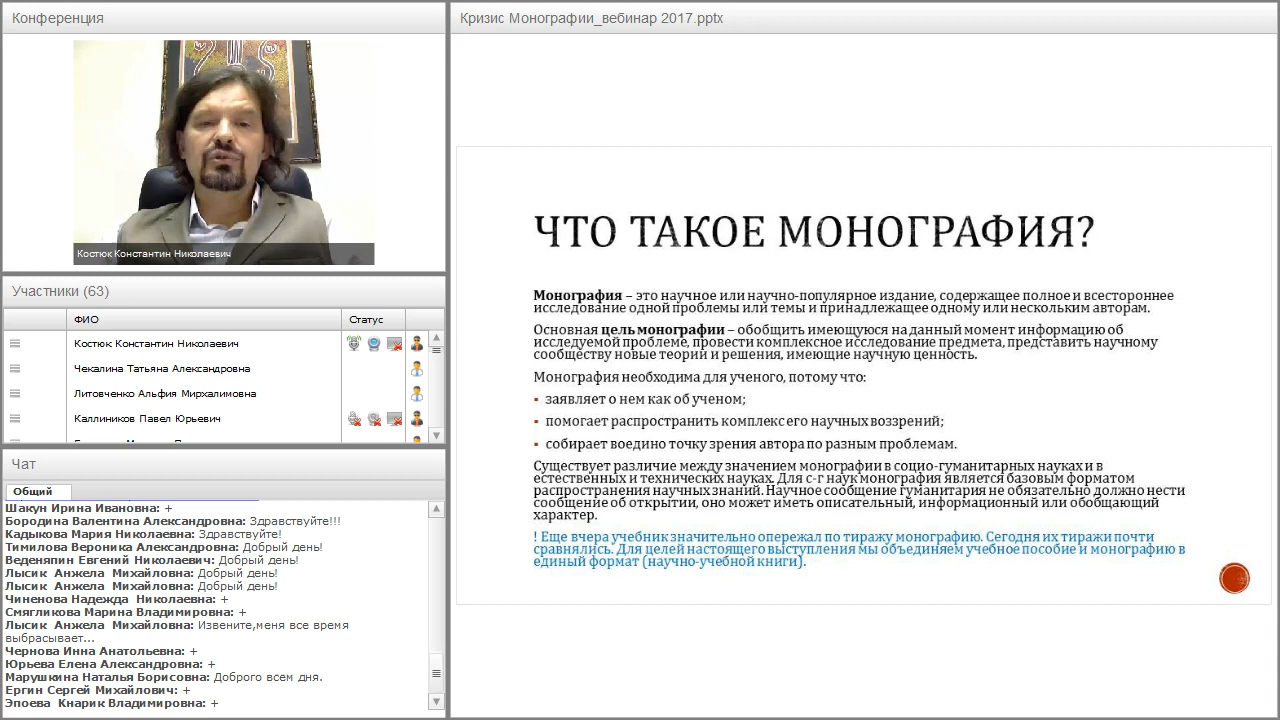 Конференция
Костюк Константин Николаевич
Участники (63)
ФИО
Статус
Костюк Константин Николаевич
Чекалина Татьяна Александровна
Литовченко Альфия Мирхалимовна
Каллиников Павел Юрьевич
Чат
Общий
Шакун Ирина Ивановна: +
Бородина Валентина Александровна: Здравствуйте!!!
Кадыкова Мария Николаевна: Здравствуйте!
Тимилова Вероника Александровна: Добрый день!
Веденяпин Евгений Николаевич: Добрый день!
Лысик Анжела Михайловна: Добрый день!
Лысик Анжела Михайловна: Добрый день!
Чиненова Надежда Николаевна: +
Смягликова Марина Владимировна: +
Лысик Анжела Михайловна: Извените,меня все время
выбрасывает...
Чернова Инна Анатольевна: +
Юрьева Елена Александровна: +
Марушкина Наталья Борисовна: Доброго всем дня.
Ергин Сергей Михайлович: +
Эпоева Кнарик Владимировна: +
Кризис Монографии_вебинар 2017.pptx
ЧТО ТАКОЕ МОНОГРАФИЯ?
Монография – это научное или научно-популярное издание, содержащее полное и всестороннее
исследование одной проблемы или темы и принадлежащее одному или нескольким авторам.
Основная цель монографии – обобщить имеющуюся на данный момент информацию об
исследуемой проблеме, провести комплексное исследование предмета, представить научному
сообществу новые теории и решения, имеющие научную ценность.
Монография необходима для ученого, потому что:
▪ заявляет о нем как об ученом;
▪ помогает распространить комплекс его научных воззрений;
▪ собирает воедино точку зрения автора по разным проблемам.
Существует различие между значением монографии в социо-гуманитарных науках и в
естественных и технических науках. Для с-г наук монография является базовым форматом
распространения научных знаний. Научное сообщение гуманитария не обязательно должно нести
сообщение об открытии, оно может иметь описательный, информационный или обобщающий
характер.
! Еще вчера учебник значительно опережал по тиражу монографию. Сегодня их тиражи почти
сравнялись. Для целей настоящего выступления мы объединяем учебное пособие и монографию в
единый формат (научно-учебной книги).